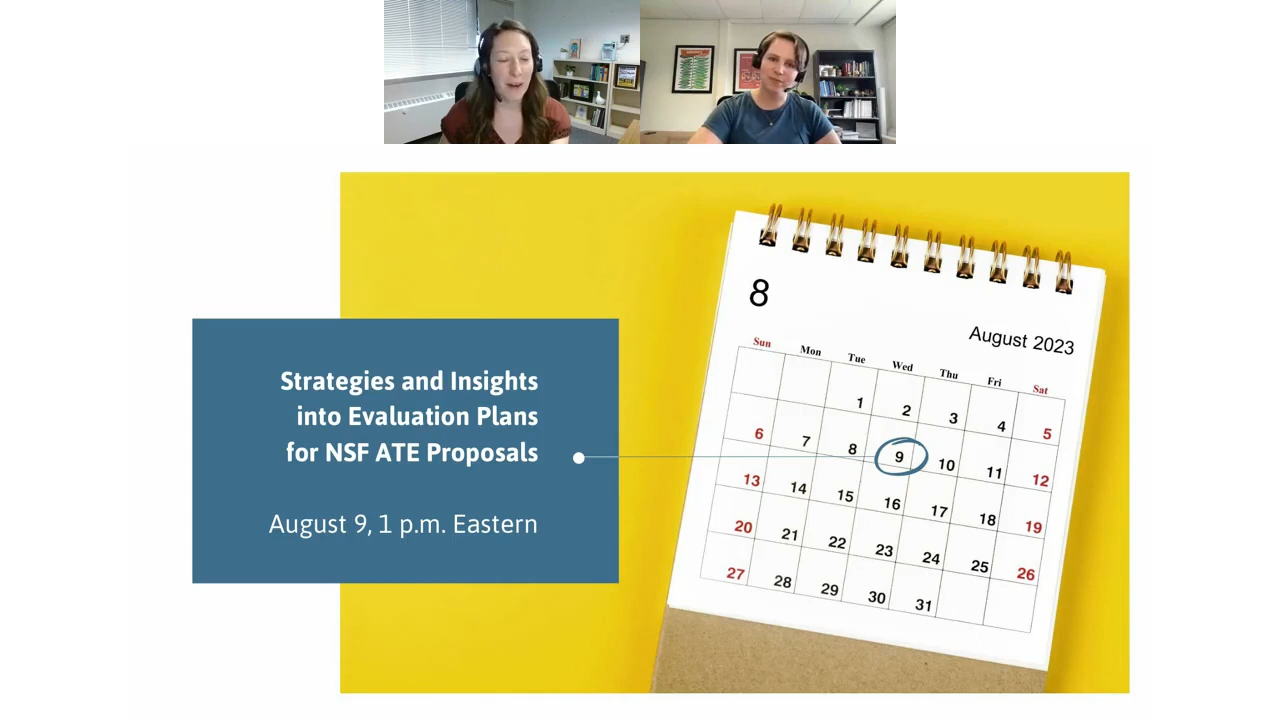 Strategies and Insights
into Evaluation Plans
for NSF ATE Proposals
August 9, 1 p.m. Eastern
8
August 2023
Sun Mon Tue Wed Thu Fri Sat
1 2 3 4 5
6 7 8 9 10 11 12
13 14 15 16 17 18 19
20 21 22 23 24 25 26
27 28 29 30 31